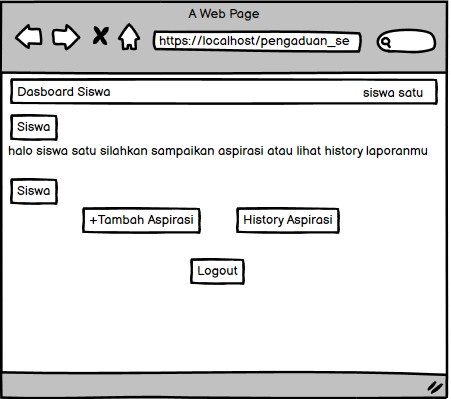 A Web Page
https://localhost/pengaduan_se
Dasboard Siswa siswa satu
Siswa
halo siswa satu silahkan sampaikan aspirasi atau lihat history laporanmu
Siswa
+Tambah Aspirasi History Aspirasi
Logout